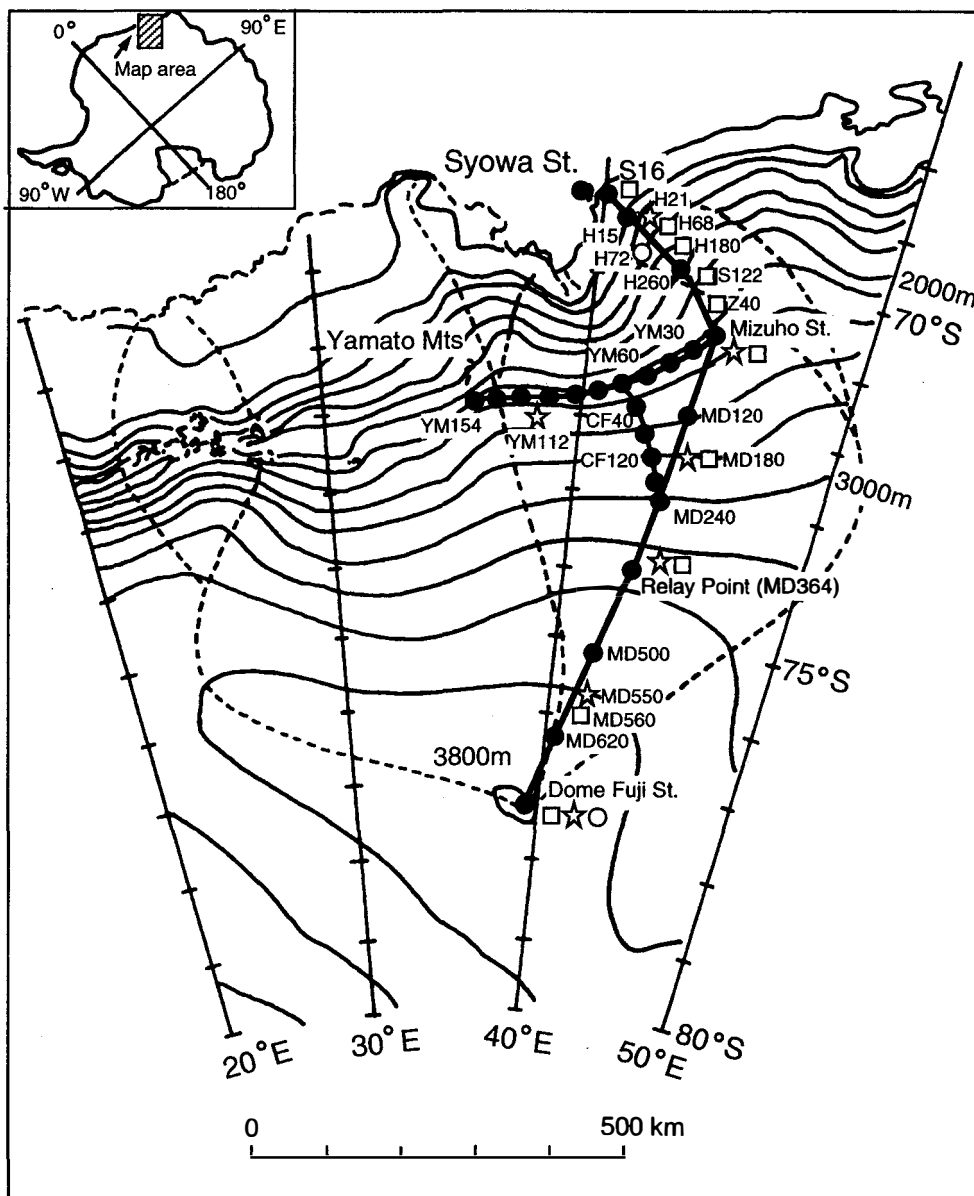 0°
90°E
Map area
90°W
180°
Syowa St.
S16
H21
H68
H15
H180
H72
H260
S122
Z40
2000m
70°S
YM30
Mizuho St.
Yamato Mts
YM60
YM154
YM112
CF40
MD120
CF120
MD180
3000m
MD240
Relay Point (MD364)
MD500
75°S
MD550
MD560
MD620
3800m
Dome Fuji St.
20°E
30°E
40°E
50°E
80°S
0
500 km